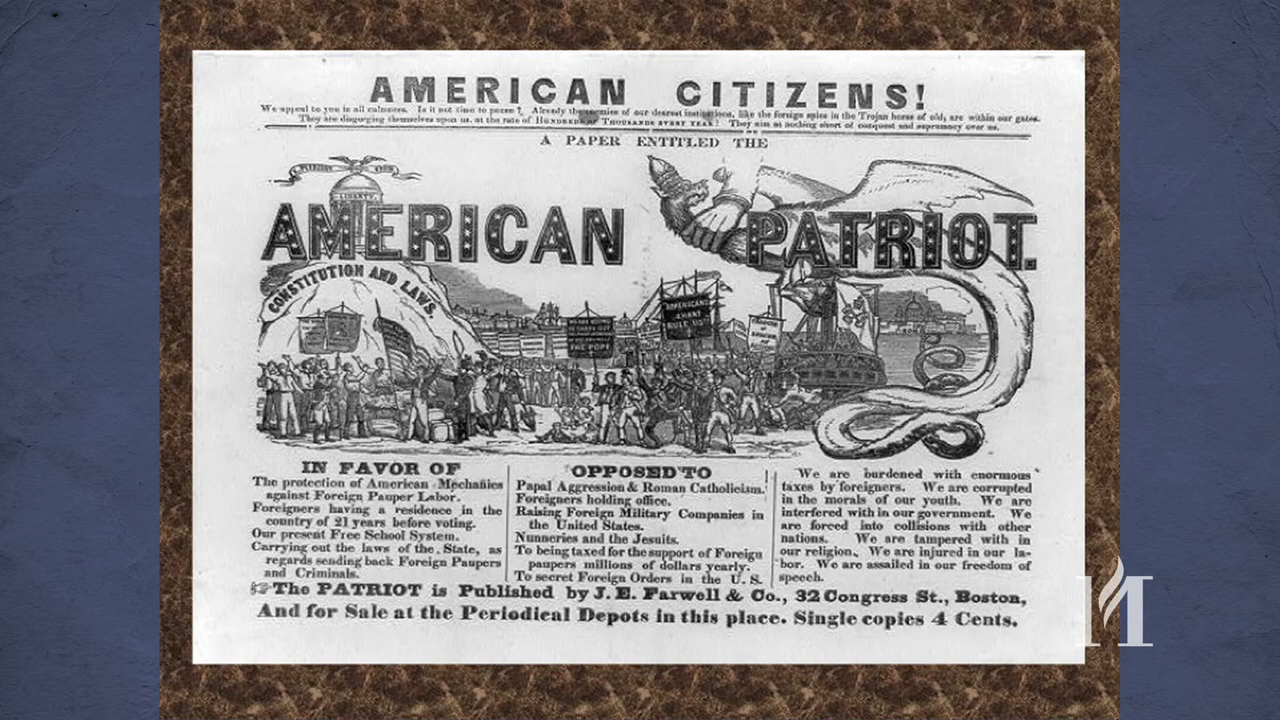 AMERICAN CITIZENS!
We appeal to you in all calmness. Is it not time to pause? Already the enemies of our dearest institutions, like the foreign spies in the Trojan horse of old, are within our gates.
They are disgorging themselves upon us, at the rate of HUNDREDS OF THOUSANDS EVERY YEAR! They aim at nothing short of conquest and supremacy over us.
A PAPER ENTITLED THE
LIBERTY
AMERICAN PATRIOT.
CONSTITUTION AND LAWS.
AMERICANS
SHANT
RULE US
THE POPE
IN FAVOR OF
The protection of American Mechanics
against Foreign Pauper Labor.
Foreigners having a residence in the
country of 21 years before voting.
Our present Free School System.
Carrying out the laws of the State, as
regards sending back Foreign Paupers
and Criminals.
OPPOSED TO
Papal Aggression & Roman Catholicism.
Foreigners holding office.
Raising Foreign Military Companies in
the United States.
Nunneries and the Jesuits.
To being taxed for the support of Foreign
paupers millions of dollars yearly.
To secret Foreign Orders in the U. S.
We are burdened with enormous
taxes by foreigners. We are corrupted
in the morals of our youth. We are
interfered with in our government. We
are forced into collisions with other
nations. We are tampered with in
our religion. We are injured in our la-
bor. We are assailed in our freedom of
speech.
The PATRIOT is Published by J. E. Farwell & Co., 32 Congress St., Boston,
And for Sale at the Periodical Depots in this place. Single copies 4 Cents.